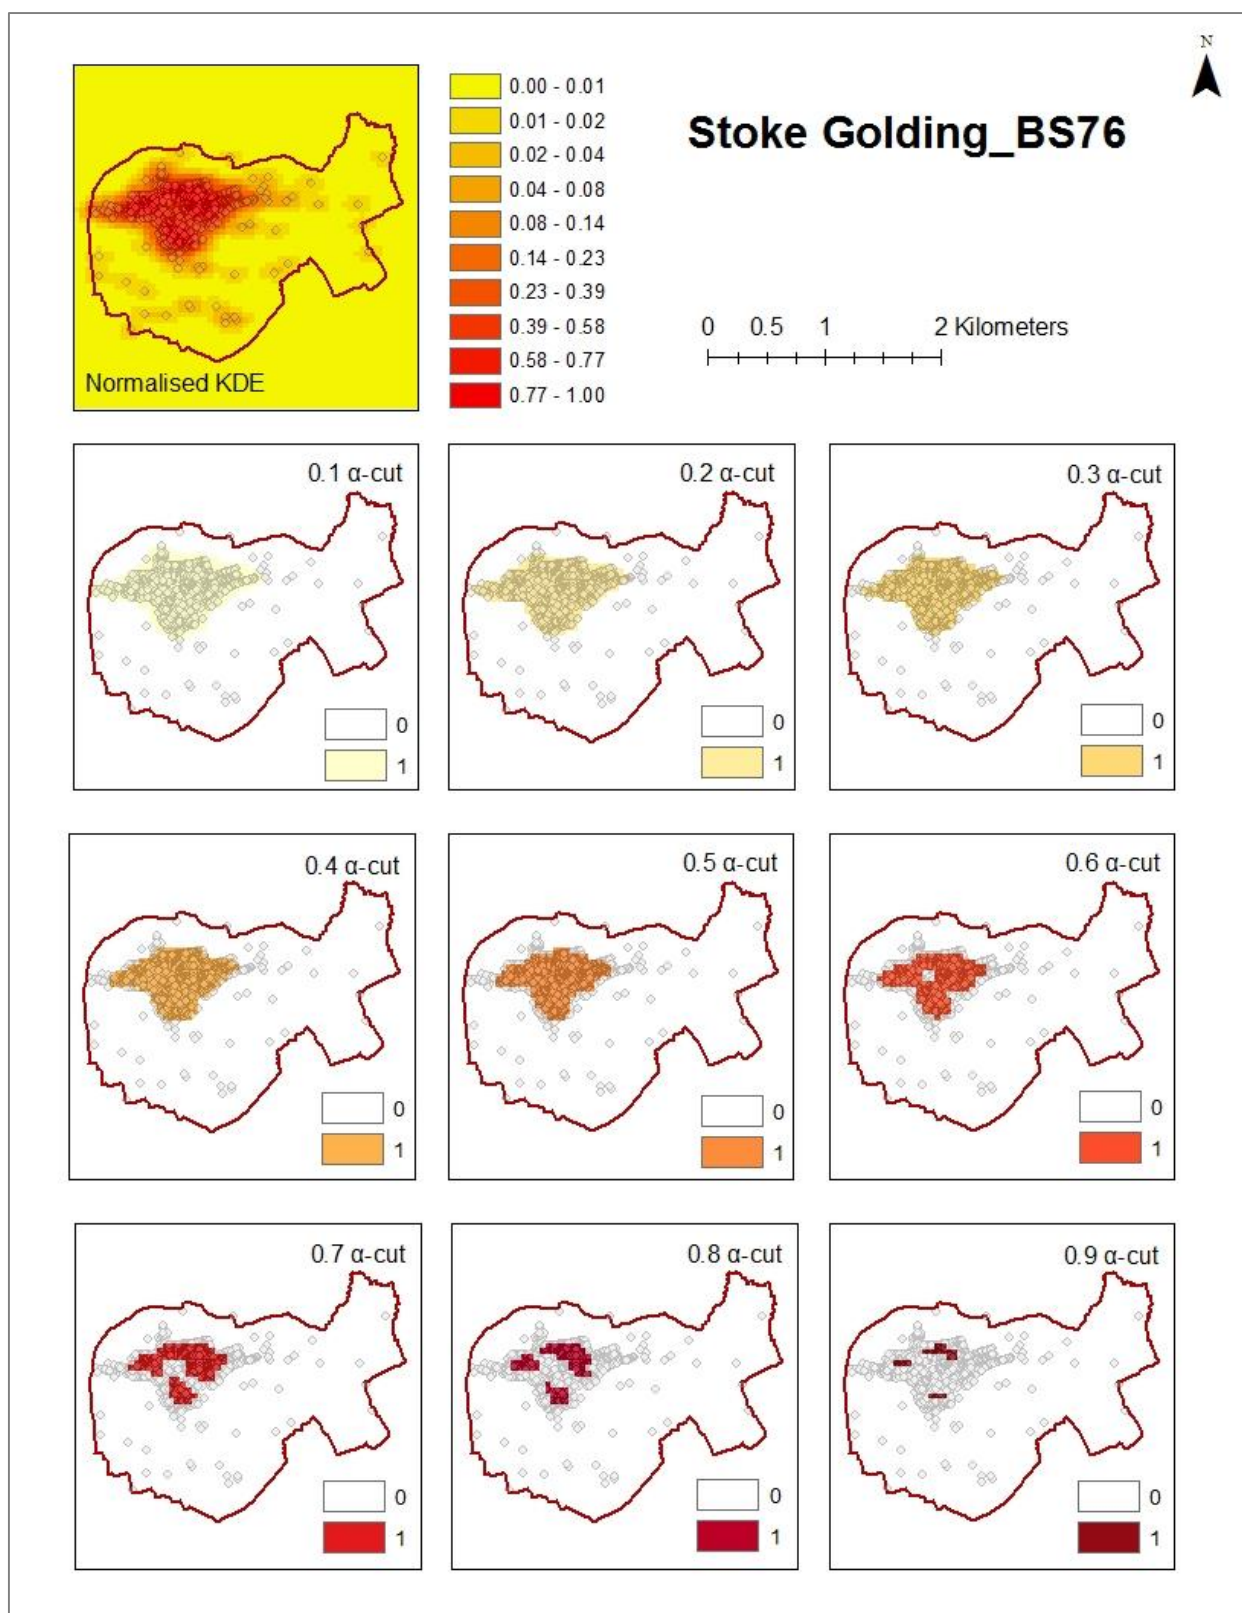 N
Stoke Golding_BS76
0.00 - 0.01
0.01 - 0.02
0.02 - 0.04
0.04 - 0.08
0.08 - 0.14
0.14 - 0.23
0.23 - 0.39
0.39 - 0.58
0.58 - 0.77
0.77 - 1.00
Normalised KDE
0 0.5 1 2 Kilometers
0.1 α-cut
0
1
0.2 α-cut
0
1
0.3 α-cut
0
1
0.4 α-cut
0
1
0.5 α-cut
0
1
0.6 α-cut
0
1
0.7 α-cut
0
1
0.8 α-cut
0
1
0.9 α-cut
0
1